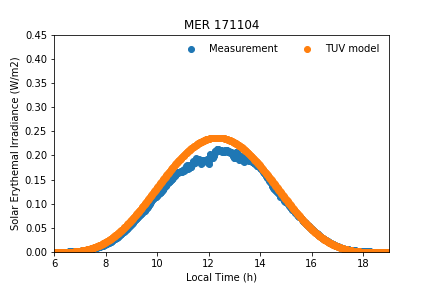 MER 171104
Measurement TUV model
0.45
0.40
0.35
0.30
0.25
0.20
0.15
0.10
0.05
0.00
Solar Erythemal Irradiance (W/m2)
6 8 10 12 14 16 18
Local Time (h)